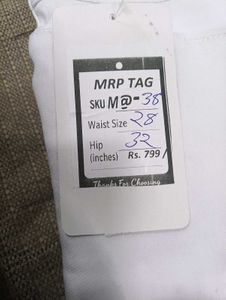 MRP TAG
SKU M@-38
Waist Size 28
Hip 32
(inches) Rs. 799/
Thanks For Choosing